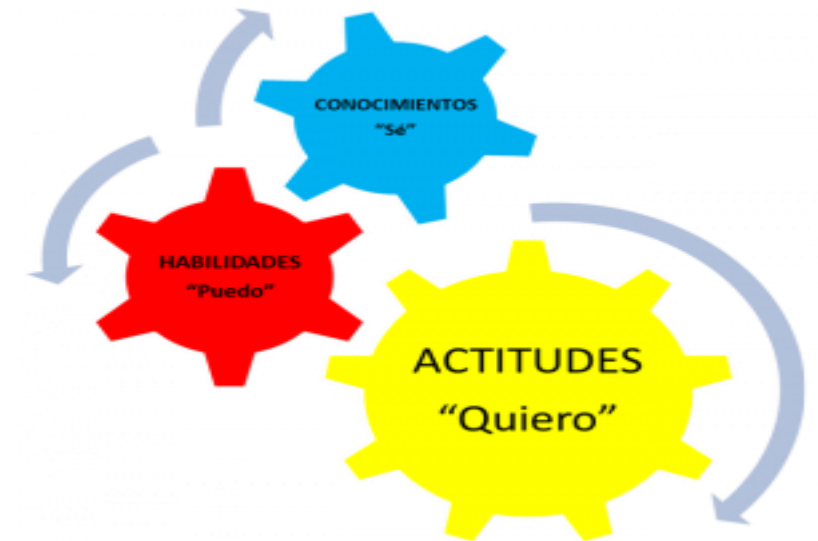 CONOCIMIENTOS
“Sé”
HABILIDADES
“Puedo”
ACTITUDES
“Quiero”